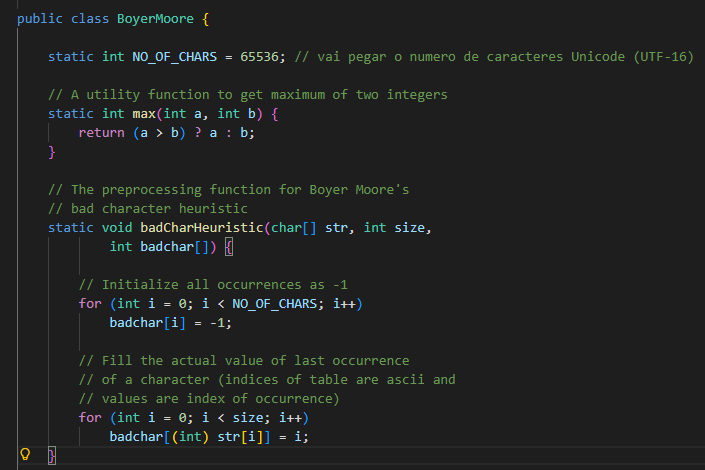 public class BoyerMoore {
static int NO_OF_CHARS = 65536; // vai pegar o numero de caracteres Unicode (UTF-16)
// A utility function to get maximum of two integers
static int max(int a, int b) {
return (a > b) ? a : b;
}
// The preprocessing function for Boyer Moore's
// bad character heuristic
static void badCharHeuristic(char[] str, int size,
int badchar[]) {
// Initialize all occurrences as -1
for (int i = 0; i < NO_OF_CHARS; i++)
badchar[i] = -1;
// Fill the actual value of last occurrence
// of a character (indices of table are ascii and
// values are index of occurrence)
for (int i = 0; i < size; i++)
badchar[(int) str[i]] = i;
}